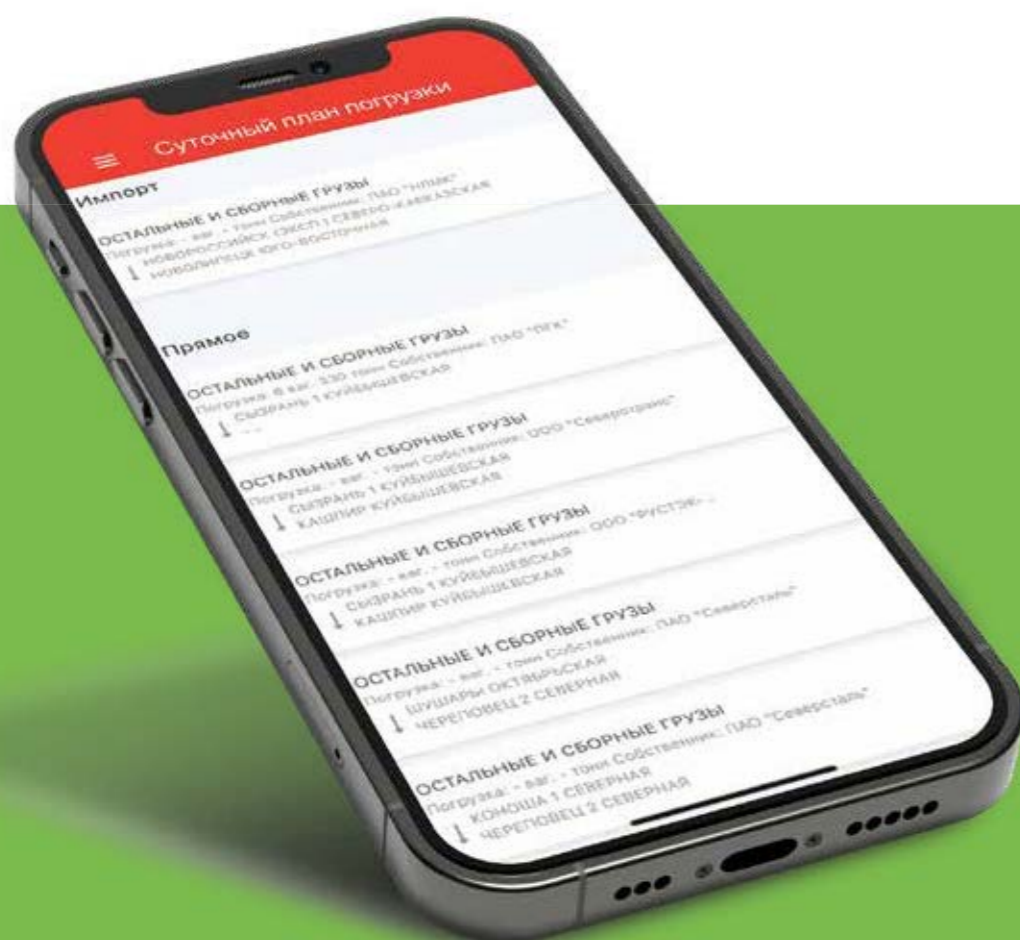 Суточный план погрузки
Импорт
ОСТАЛЬНЫЕ И СБОРНЫЕ ГРУЗЫ
Погрузка: - ваг. - тонн Собственник: ПАО "НЛМК"
НОВОРОССИЙСК (ЭКСП.) СЕВЕРО-КАВКАЗСКАЯ
НОВОЛИПЕЦК ЮГО-ВОСТОЧНАЯ
Прямое
ОСТАЛЬНЫЕ И СБОРНЫЕ ГРУЗЫ
Погрузка: 6 ваг. 330 тонн Собственник: ПАО "ПГК"
СЫЗРАНЬ 1 КУЙБЫШЕВСКАЯ
- -
ОСТАЛЬНЫЕ И СБОРНЫЕ ГРУЗЫ
Погрузка: - ваг. - тонн Собственник: ООО "Северотранс"
СЫЗРАНЬ 1 КУЙБЫШЕВСКАЯ
КАШПИР КУЙБЫШЕВСКАЯ
ОСТАЛЬНЫЕ И СБОРНЫЕ ГРУЗЫ
Погрузка: - ваг. - тонн Собственник: ООО "РУСТЭК-..
СЫЗРАНЬ 1 КУЙБЫШЕВСКАЯ
КАШПИР КУЙБЫШЕВСКАЯ
ОСТАЛЬНЫЕ И СБОРНЫЕ ГРУЗЫ
Погрузка: - ваг. - тонн Собственник: ПАО "Северсталь"
ШУШАРЫ ОКТЯБРЬСКАЯ
ЧЕРЕПОВЕЦ 2 СЕВЕРНАЯ
ОСТАЛЬНЫЕ И СБОРНЫЕ ГРУЗЫ
Погрузка: - ваг. - тонн Собственник: ПАО "Северсталь"
КОНОША 1 СЕВЕРНАЯ
ЧЕРЕПОВЕЦ 2 СЕВЕРНАЯ